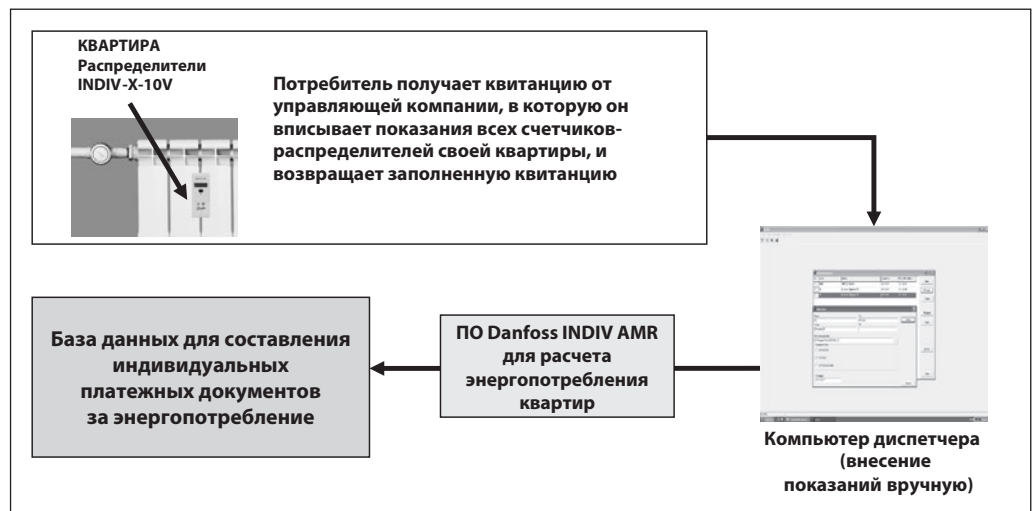 КВАРТИРА
Распределители
INDIV-X-10V
Потребитель получает квитанцию от
управляющей компании, в которую он
вписывает показания всех счетчиков-
распределителей своей квартиры, и
возвращает заполненную квитанцию
База данных для составления
индивидуальных
платежных документов
за энергопотребление
ПО Danfoss INDIV AMR
для расчета
энергопотребления
квартир
Компьютер диспетчера
(внесение
показаний вручную)